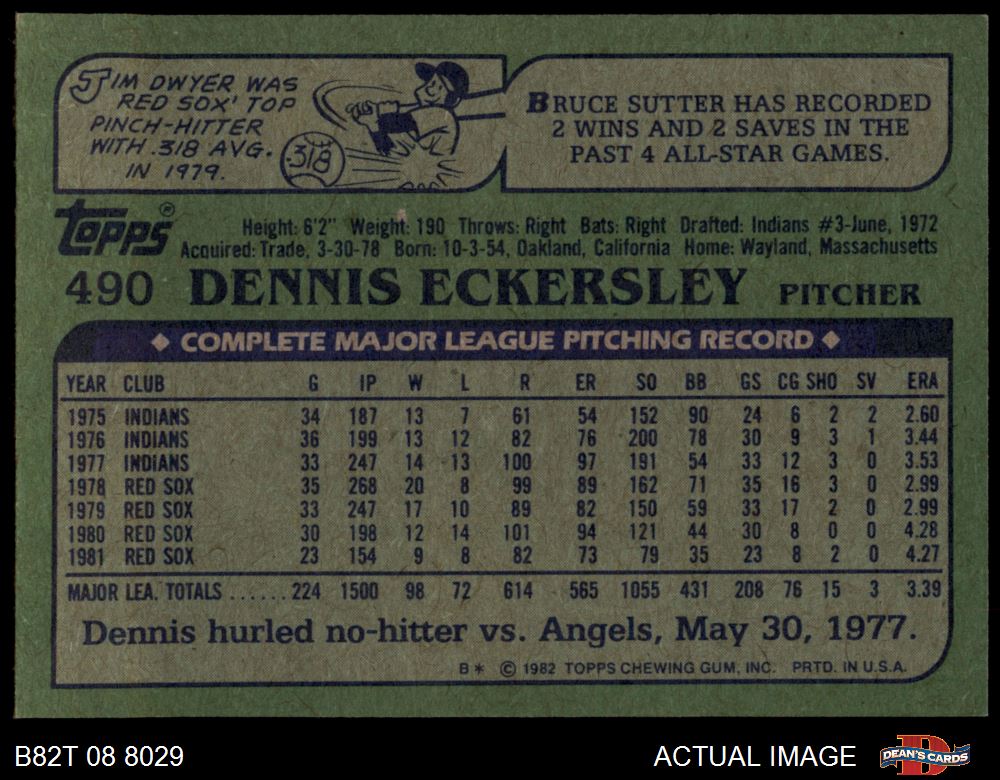 JIM DWYER WAS
RED SOX' TOP
PINCH-HITTER
WITH .318 AVG.
IN 1979.
.318
BRUCE SUTTER HAS RECORDED
2 WINS AND 2 SAVES IN THE
PAST 4 ALL-STAR GAMES.
TOPPS®
Height: 6'2" Weight: 190 Throws: Right Bats: Right Drafted: Indians #3-June, 1972
Acquired: Trade, 3-30-78 Born: 10-3-54, Oakland, California Home: Wayland, Massachusetts
490 DENNIS ECKERSLEY PITCHER
◆ COMPLETE MAJOR LEAGUE PITCHING RECORD ◆
YEAR CLUB G IP W L R ER SO BB GS CG SHO SV ERA
1975 INDIANS 34 187 13 7 61 54 152 90 24 6 2 2 2.60
1976 INDIANS 36 199 13 12 82 76 200 78 30 9 3 1 3.44
1977 INDIANS 33 247 14 13 100 97 191 54 33 12 3 0 3.53
1978 RED SOX 35 268 20 8 99 89 162 71 35 16 3 0 2.99
1979 RED SOX 33 247 17 10 89 82 150 59 33 17 2 0 2.99
1980 RED SOX 30 198 12 14 101 94 121 44 30 8 0 0 4.28
1981 RED SOX 23 154 9 8 82 73 79 35 23 8 2 0 4.27
MAJOR LEA. TOTALS ...... 224 1500 98 72 614 565 1055 431 208 76 15 3 3.39
Dennis hurled no-hitter vs. Angels, May 30, 1977.
B* © 1982 TOPPS CHEWING GUM, INC. PRTD. IN U.S.A.
B82T 08 8029
ACTUAL IMAGE
D
DEAN'S CARDS